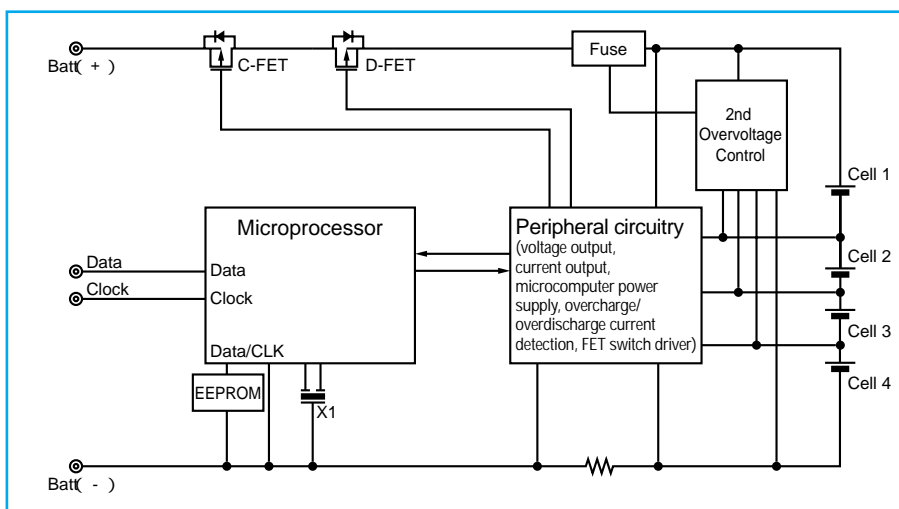 Batt( + )
C-FET
D-FET
Fuse
2nd
Overvoltage
Control
Cell 1
Cell 2
Cell 3
Cell 4
Microprocessor
Data
Clock
Data
Clock
Data/CLK
EEPROM
X1
Peripheral circuitry
(voltage output,
current output,
microcomputer power
supply, overcharge/
overdischarge current
detection, FET switch driver)
Batt( - )